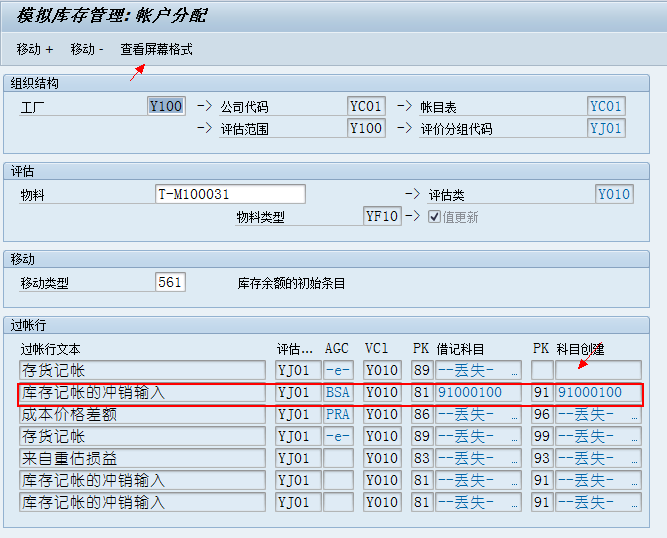 模拟库存管理:帐户分配
移动 + 移动 - 查看屏幕格式
组织结构
工厂 Y100 -> 公司代码 YC01 -> 帐目表 YC01
-> 评估范围 Y100 -> 评价分组代码 YJ01
评估
物料 T-M100031 -> 评估类 Y010
物料类型 YF10 -> 值更新
移动
移动类型 561 库存余额的初始条目
过帐行
过帐行文本 评估... AGC VCl PK 借记科目 PK 科目创建
存货记帐 YJ01 -e- Y010 89 --丢失- …
库存记帐的冲销输入 YJ01 BSA Y010 81 91000100 91 91000100
成本价格差额 YJ01 PRA Y010 86 --丢失- … 96 --丢失- …
存货记帐 YJ01 -e- Y010 89 --丢失- … 99 --丢失- …
来自重估损益 YJ01 Y010 83 --丢失- … 93 --丢失- …
库存记帐的冲销输入 YJ01 Y010 81 --丢失- … 91 --丢失- …
库存记帐的冲销输入 YJ01 Y010 81 --丢失- … 91 --丢失- …